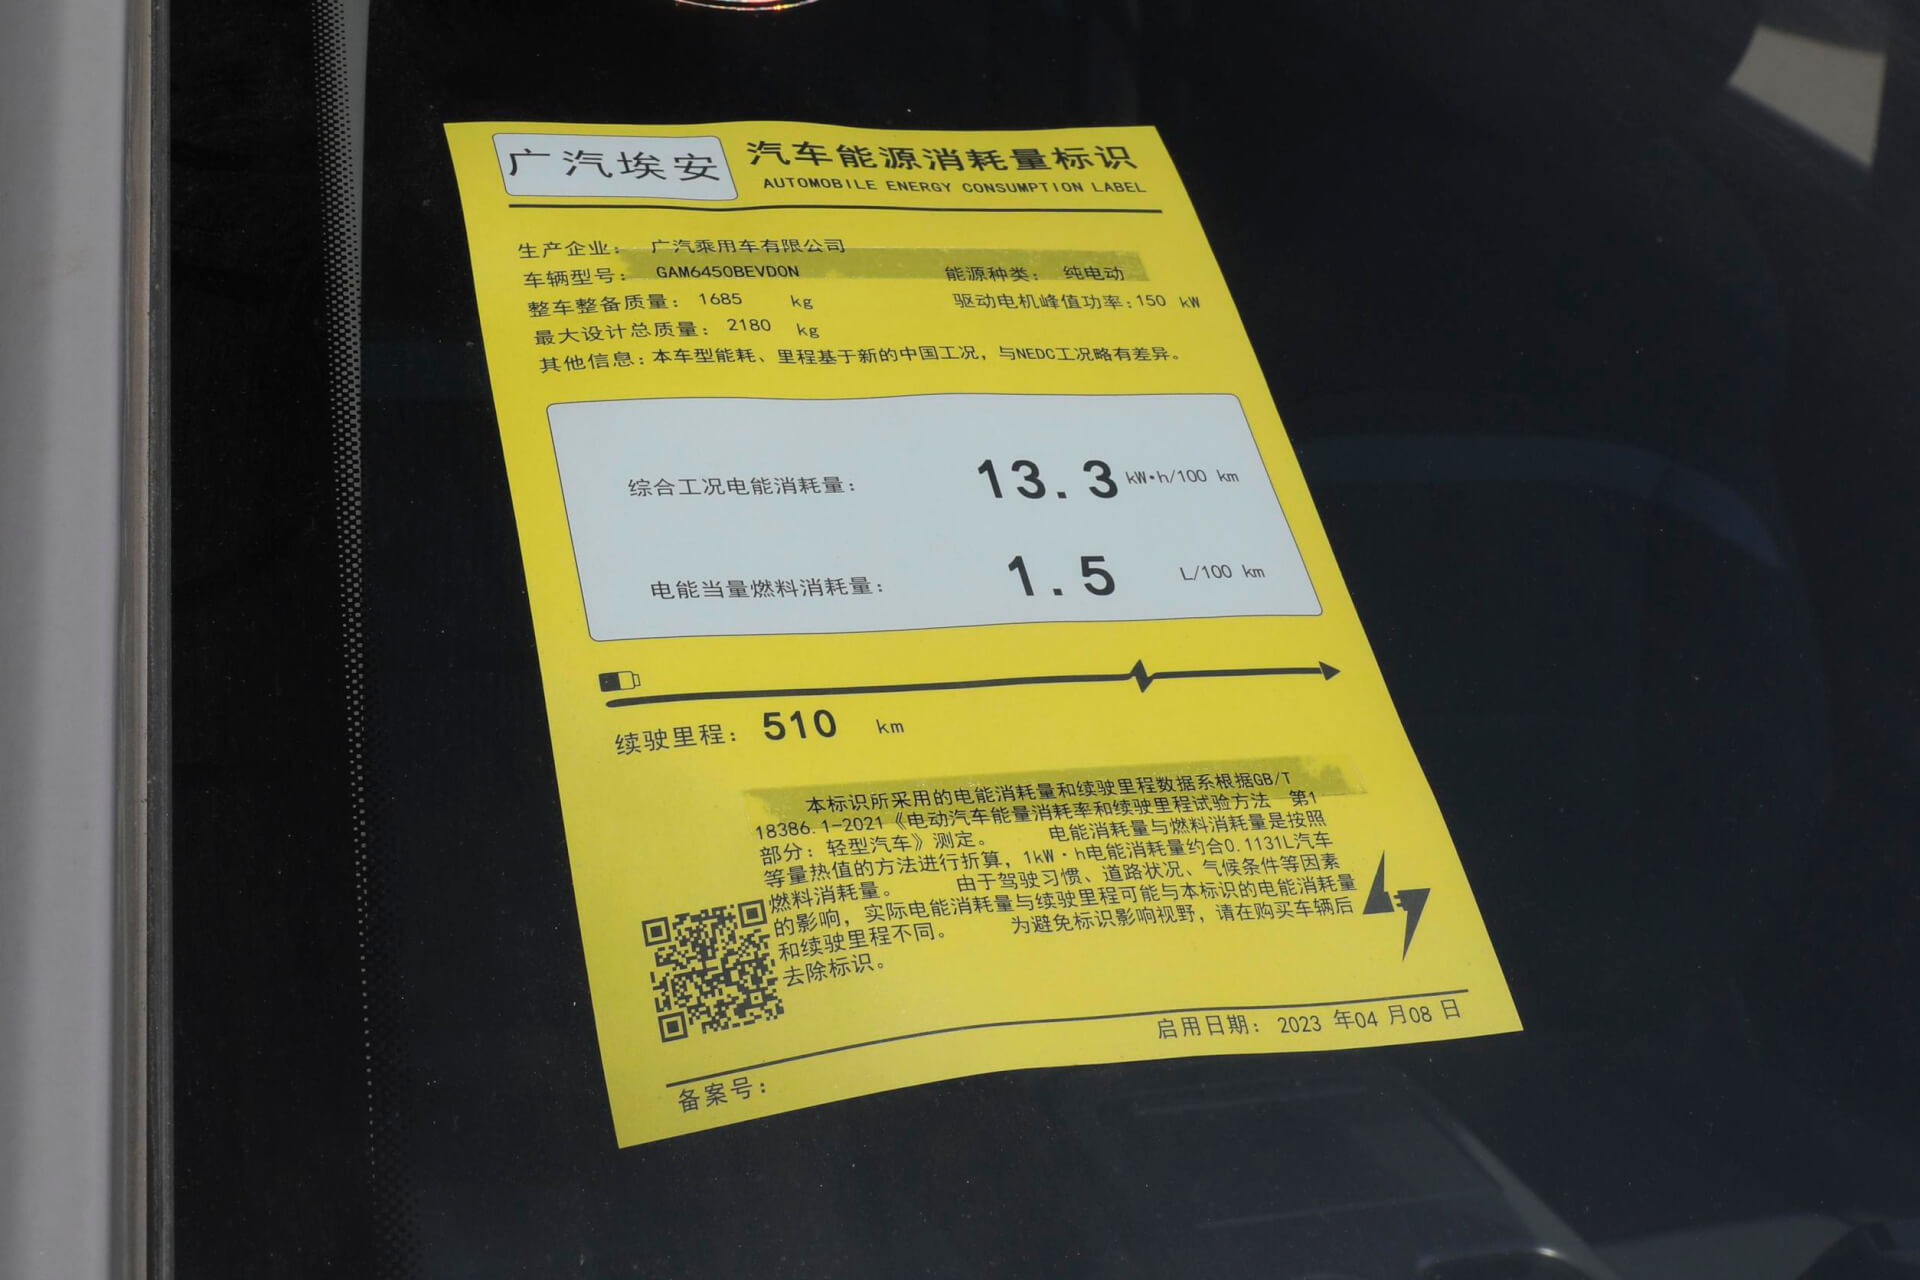 广汽埃安
汽车能源消耗量标识
AUTOMOBILE ENERGY CONSUMPTION LABEL
生产企业： 广汽乘用车有限公司
车辆型号： GAM6450BEVD0N 能源种类： 纯电动
整车整备质量： 1685 kg 驱动电机峰值功率：150 kW
最大设计总质量： 2180 kg
其他信息：本车型能耗、里程基于新的中国工况，与NEDC工况略有差异。
综合工况电能消耗量： 13.3 kW·h/100 km
电能当量燃料消耗量： 1.5 L/100 km
续驶里程： 510 km
本标识所采用的电能消耗量和续驶里程数据系根据GB/T
18386.1-2021《电动汽车能量消耗率和续驶里程试验方法 第1
部分：轻型汽车》测定。 电能消耗量与燃料消耗量是按照
等量热值的方法进行折算，1kW·h电能消耗量约合0.1131L汽车
燃料消耗量。 由于驾驶习惯、道路状况、气候条件等因素
的影响，实际电能消耗量与续驶里程可能与本标识的电能消耗量
和续驶里程不同。 为避免标识影响视野，请在购买车辆后
去除标识。
启用日期： 2023 年04 月08 日
备案号：